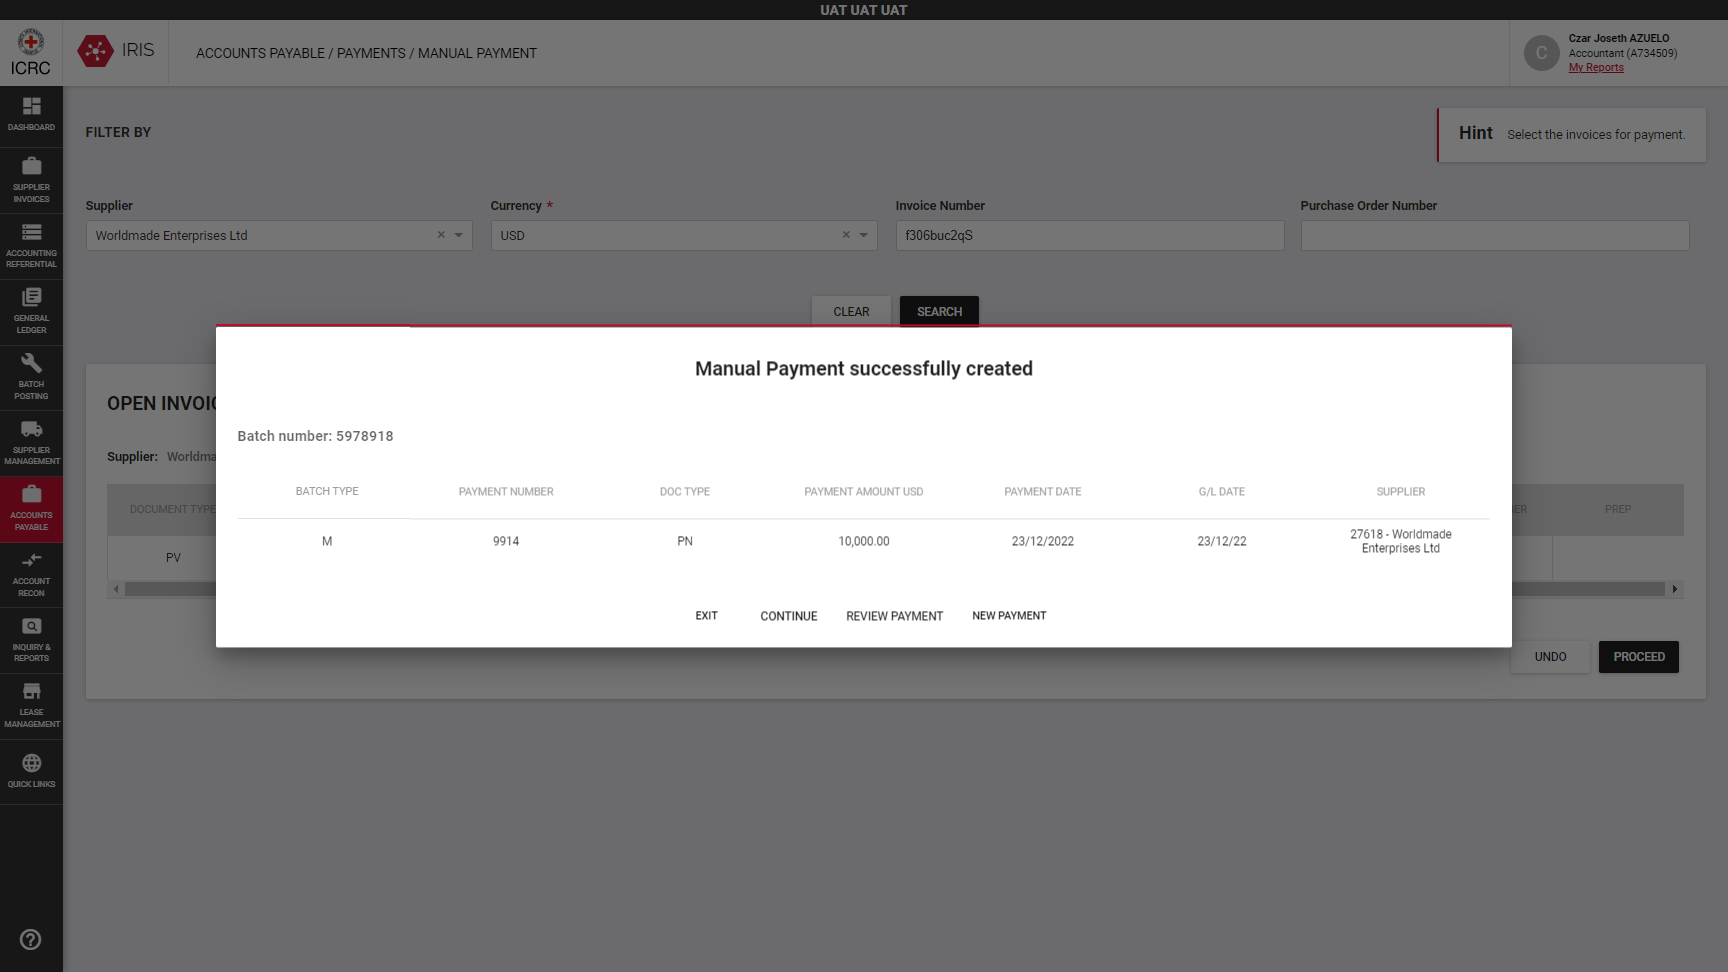 UAT UAT UAT
ICRC
IRIS
ACCOUNTS PAYABLE / PAYMENTS / MANUAL PAYMENT
C
Czar Joseth AZUELO
Accountant (A734509)
My Reports
DASHBOARD
SUPPLIER
INVOICES
ACCOUNTING
REFERENTIAL
GENERAL
LEDGER
BATCH
POSTING
SUPPLIER
MANAGEMENT
ACCOUNTS
PAYABLE
ACCOUNT
RECON
INQUIRY &
REPORTS
LEASE
MANAGEMENT
QUICK LINKS
FILTER BY
Hint Select the invoices for payment.
Supplier
Currency *
Invoice Number
Purchase Order Number
Worldmade Enterprises Ltd
USD
f306buc2qS
CLEAR
SEARCH
OPEN INVOIC
Supplier: Worldma
DOCUMENT TYPE
ER
PREP
PV
Manual Payment successfully created
Batch number: 5978918
BATCH TYPE PAYMENT NUMBER DOC TYPE PAYMENT AMOUNT USD PAYMENT DATE G/L DATE SUPPLIER
M 9914 PN 10,000.00 23/12/2022 23/12/22 27618 - Worldmade
Enterprises Ltd
EXIT CONTINUE REVIEW PAYMENT NEW PAYMENT
UNDO
PROCEED